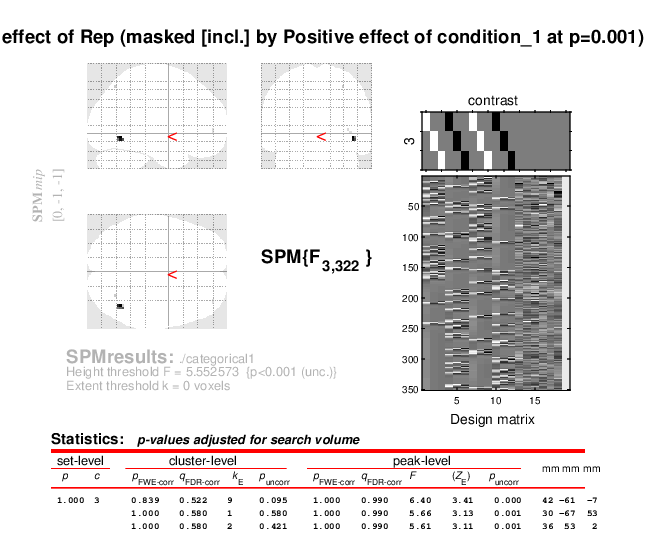 effect of Rep (masked [incl.] by Positive effect of condition_1 at p=0.001)
SPMmip
[0, -1, -1]
<
<
<
SPM{F3,322}
contrast
3
50
100
150
200
250
300
350
5 10 15
Design matrix
SPMresults: ./categorical1
Height threshold F = 5.552573 {p<0.001 (unc.)}
Extent threshold k = 0 voxels
Statistics: p-values adjusted for search volume
set-level cluster-level peak-level mm mm mm
p c pFWE-corr qFDR-corr kE puncorr pFWE-corr qFDR-corr F (ZE) puncorr
1.000 3 0.839 0.522 9 0.095 1.000 0.990 6.40 3.41 0.000 42 -61 -7
1.000 0.580 1 0.580 1.000 0.990 5.66 3.13 0.001 30 -67 53
1.000 0.580 2 0.421 1.000 0.990 5.61 3.11 0.001 36 53 2